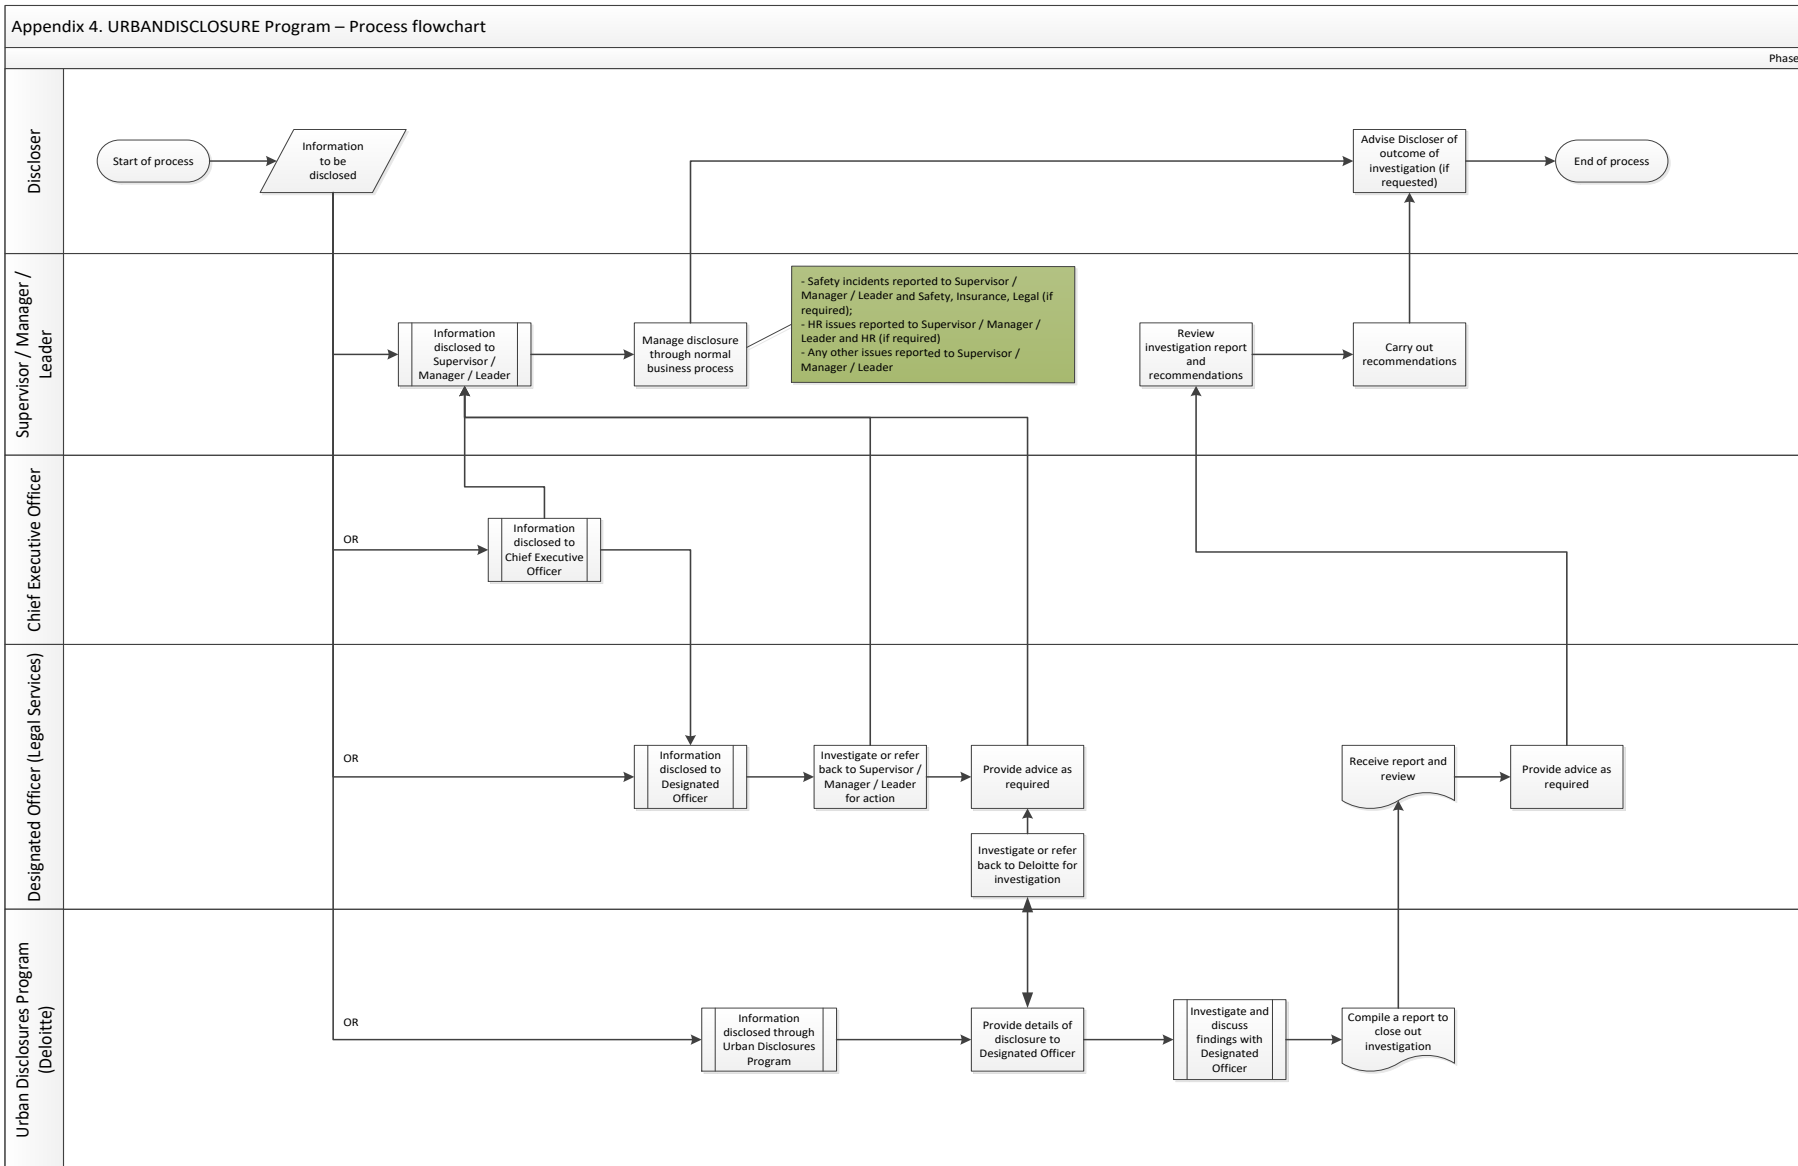 Appendix 4. URBANDISCLOSURE Program – Process flowchart
Phase
Discloser
Start of process
Information
to be
disclosed
Advise Discloser of
outcome of
investigation (if
requested)
End of process
Supervisor / Manager /
Leader
Information
disclosed to
Supervisor /
Manager / Leader
Manage disclosure
through normal
business process
- Safety incidents reported to Supervisor /
Manager / Leader and Safety, Insurance, Legal (if
required);
- HR issues reported to Supervisor / Manager /
Leader and HR (if required)
- Any other issues reported to Supervisor /
Manager / Leader
Review
investigation report
and
recommendations
Carry out
recommendations
Chief Executive Officer
OR
Information
disclosed to
Chief Executive
Officer
Designated Officer (Legal Services)
OR
Information
disclosed to
Designated
Officer
Investigate or refer
back to Supervisor /
Manager / Leader
for action
Provide advice as
required
Receive report and
review
Provide advice as
required
Investigate or refer
back to Deloitte for
investigation
Urban Disclosures Program
(Deloitte)
OR
Information
disclosed through
Urban Disclosures
Program
Provide details of
disclosure to
Designated Officer
Investigate and
discuss
findings with
Designated
Officer
Compile a report to
close out
investigation